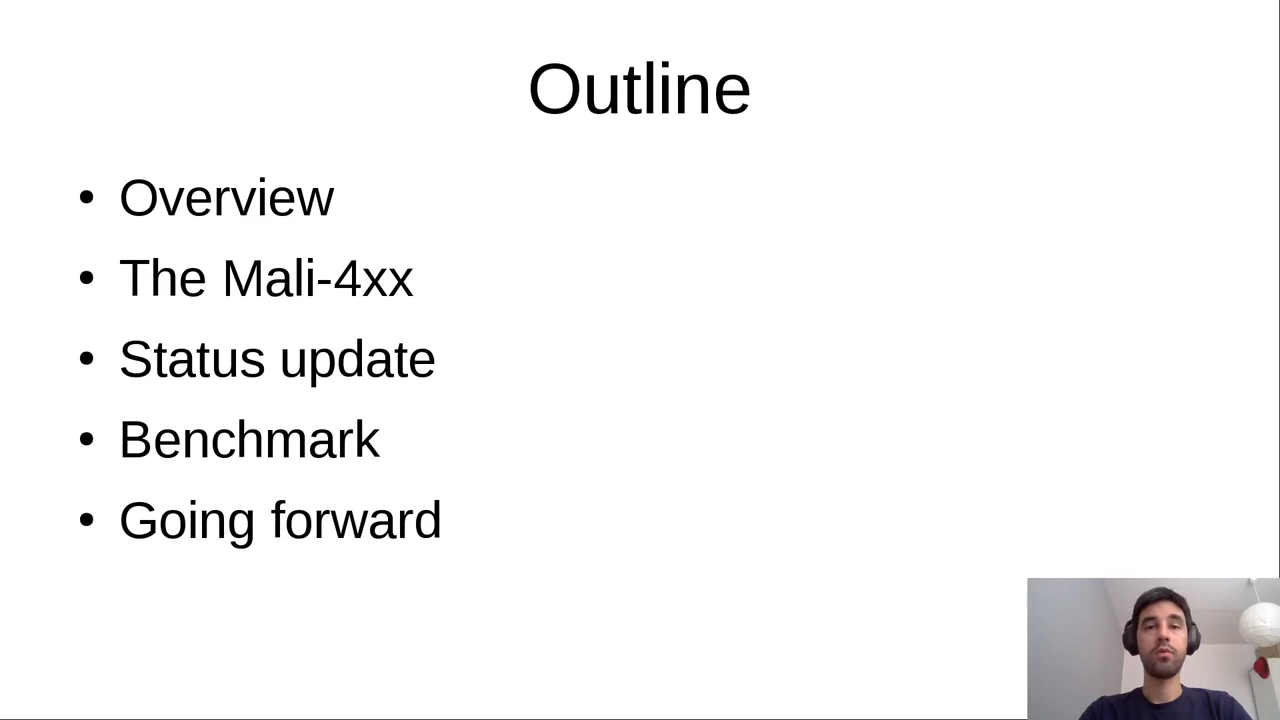 Outline
• Overview
• The Mali-4xx
• Status update
• Benchmark
• Going forward